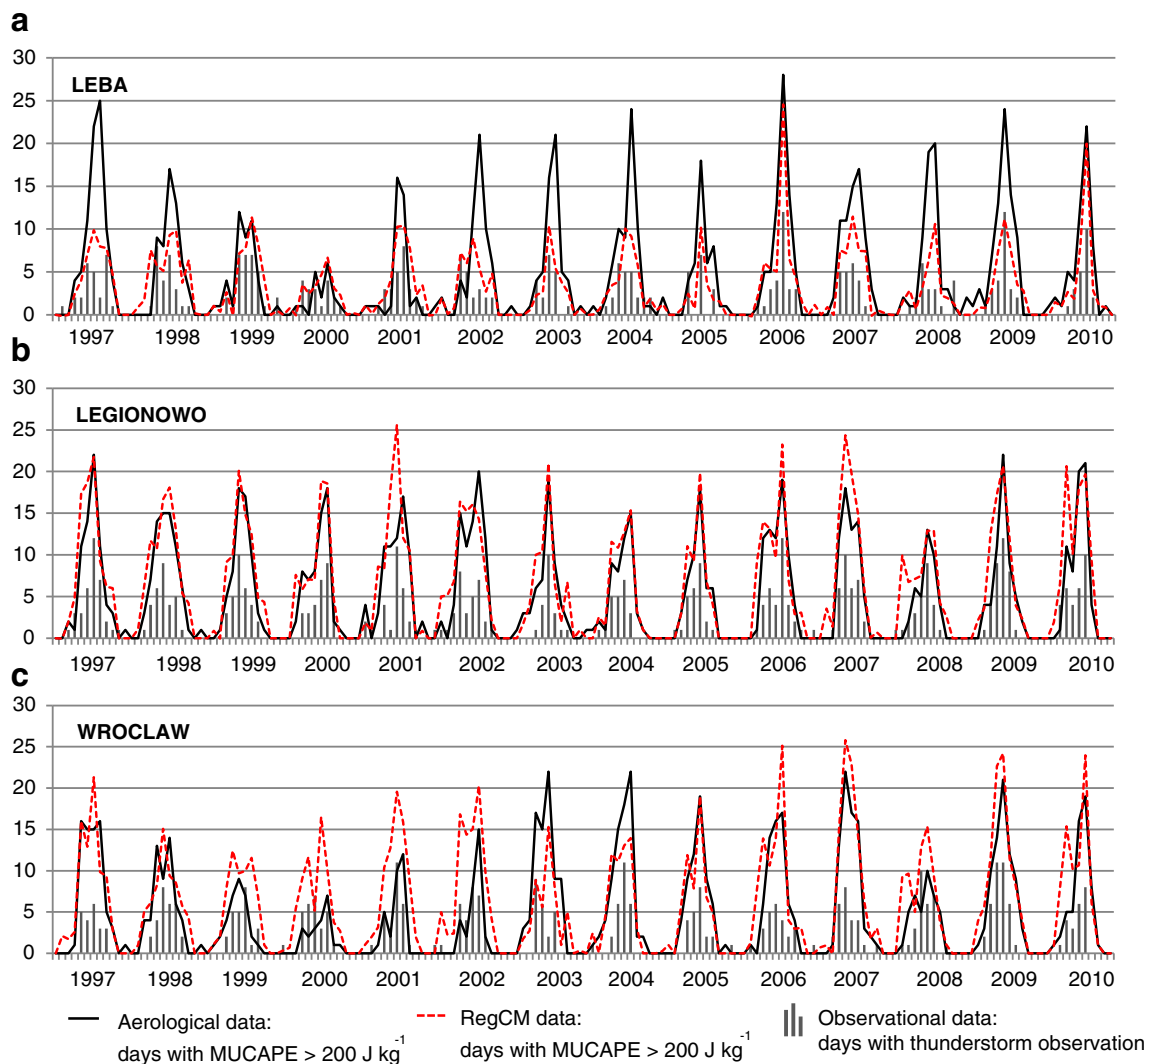 a
30
LEBA
25
20
15
10
5
0
1997 1998 1999 2000 2001 2002 2003 2004 2005 2006 2007 2008 2009 2010
b
30
LEGIONOWO
25
20
15
10
5
0
1997 1998 1999 2000 2001 2002 2003 2004 2005 2006 2007 2008 2009 2010
c
30
WROCLAW
25
20
15
10
5
0
1997 1998 1999 2000 2001 2002 2003 2004 2005 2006 2007 2008 2009 2010
Aerological data:
days with MUCAPE > 200 J kg⁻¹
RegCM data:
days with MUCAPE > 200 J kg⁻¹
Observational data:
days with thunderstorm observation